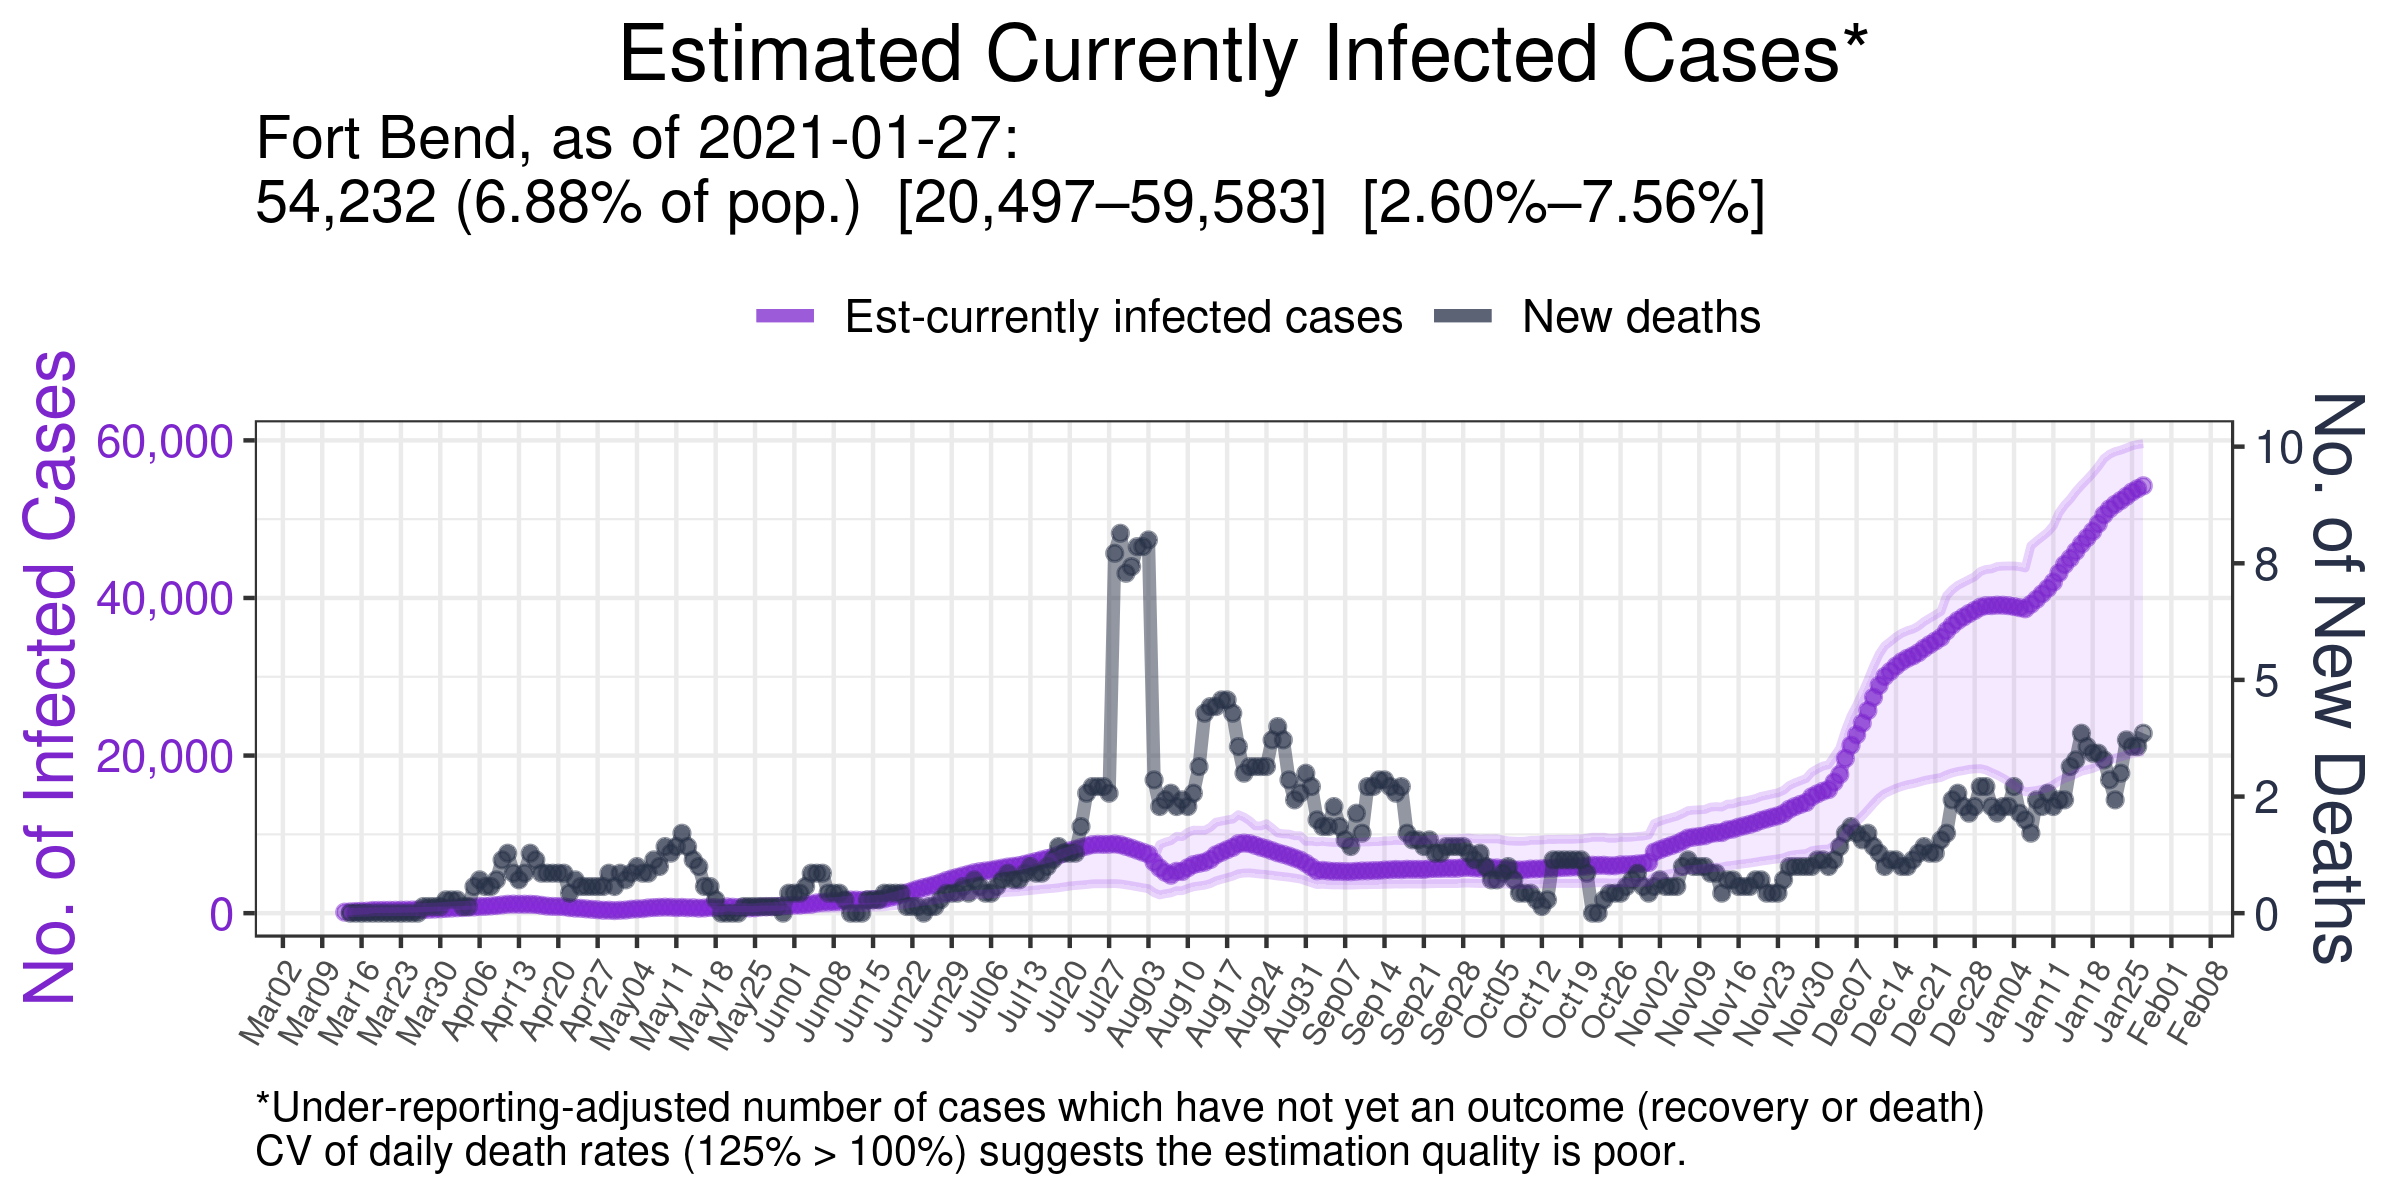 Estimated Currently Infected Cases*
Fort Bend, as of 2021-01-27:
54,232 (6.88% of pop.) [20,497–59,583] [2.60%–7.56%]
Est-currently infected cases
New deaths
No. of Infected Cases
60,000
40,000
20,000
0
10
8
5
2
0
No. of New Deaths
Mar02
Mar09
Mar16
Mar23
Mar30
Apr06
Apr13
Apr20
Apr27
May04
May11
May18
May25
Jun01
Jun08
Jun15
Jun22
Jun29
Jul06
Jul13
Jul20
Jul27
Aug03
Aug10
Aug17
Aug24
Aug31
Sep07
Sep14
Sep21
Sep28
Oct05
Oct12
Oct19
Oct26
Nov02
Nov09
Nov16
Nov23
Nov30
Dec07
Dec14
Dec21
Dec28
Jan04
Jan11
Jan18
Jan25
Feb01
Feb08
*Under-reporting-adjusted number of cases which have not yet an outcome (recovery or death)
CV of daily death rates (125% > 100%) suggests the estimation quality is poor.